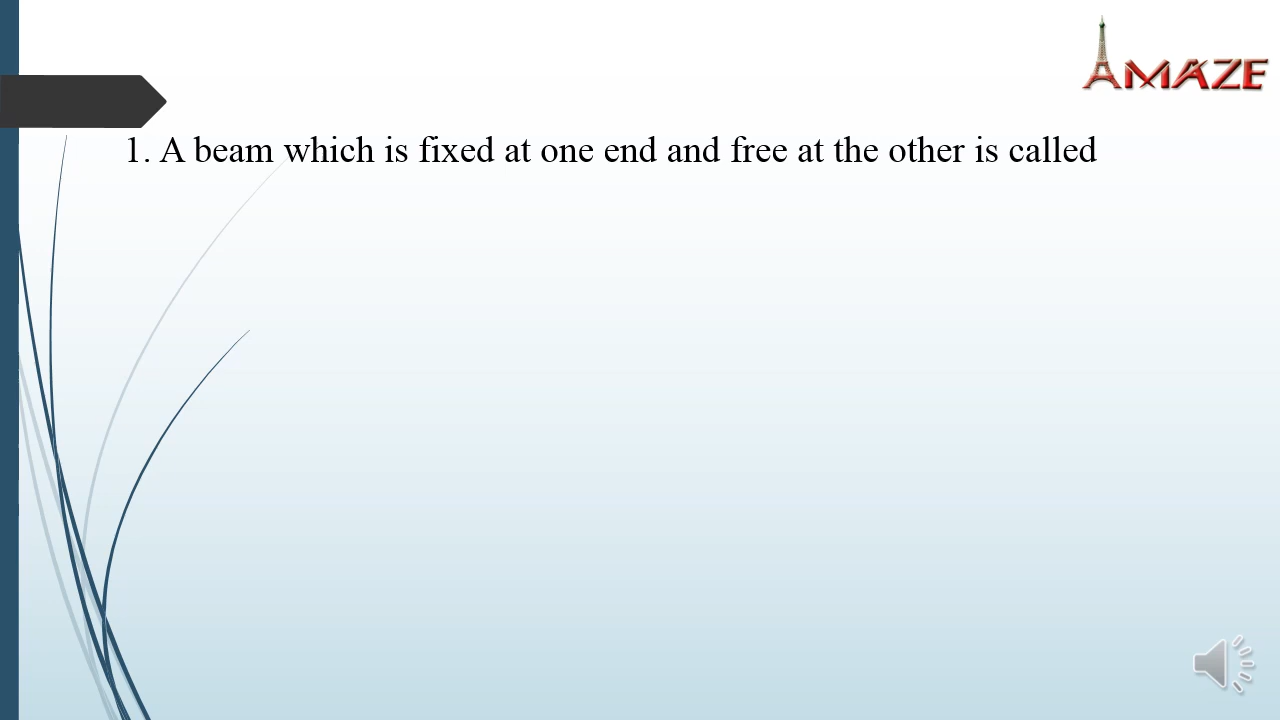 AMAZE
1. A beam which is fixed at one end and free at the other is called